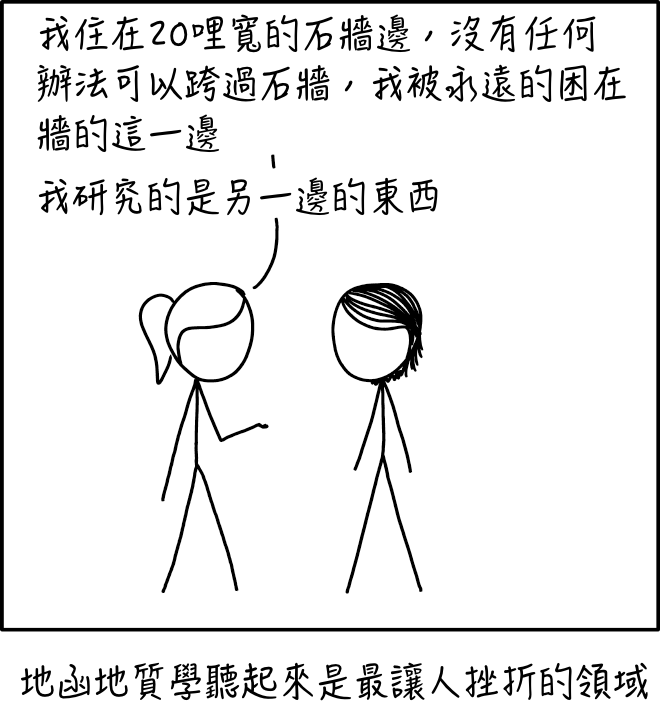 我住在20哩寬的石牆邊，沒有任何
辦法可以跨過石牆，我被永遠的困在
牆的這一邊
我研究的是另一邊的東西
地函地質學聽起來是最讓人挫折的領域